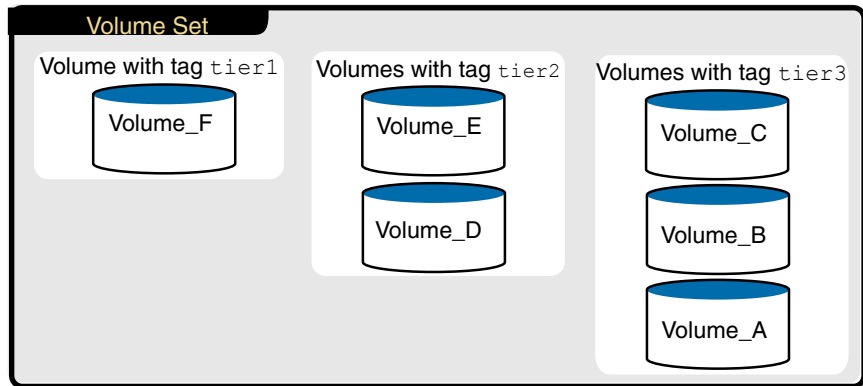 Volume Set
Volume with tag tier1
Volume_F
Volumes with tag tier2
Volume_E
Volume_D
Volumes with tag tier3
Volume_C
Volume_B
Volume_A